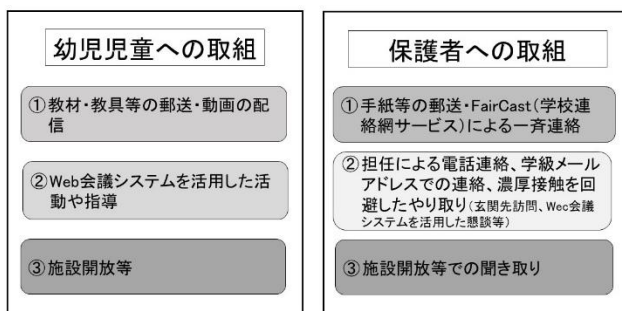 幼児児童への取組
①教材・教具等の郵送・動画の配
信
②Web会議システムを活用した活
動や指導
③施設開放等
保護者への取組
①手紙等の郵送・FairCast(学校連
絡網サービス)による一斉連絡
②担任による電話連絡、学級メール
アドレスでの連絡、濃厚接触を回
避したやり取り(玄関先訪問、Wec会議
システムを活用した懇談等)
③施設開放等での聞き取り